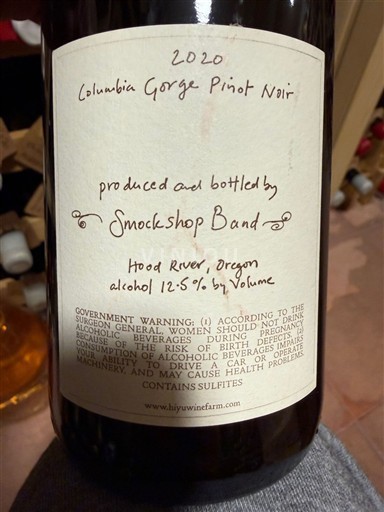 2020
Columbia Gorge Pinot Noir
produced and bottled by
Smockshop Band
Hood River, Oregon
alcohol 12.5% by Volume
GOVERNMENT WARNING: (1) ACCORDING TO THE
SURGEON GENERAL, WOMEN SHOULD NOT DRINK
ALCOHOLIC BEVERAGES DURING PREGNANCY
BECAUSE OF THE RISK OF BIRTH DEFECTS. (2)
CONSUMPTION OF ALCOHOLIC BEVERAGES IMPAIRS
YOUR ABILITY TO DRIVE A CAR OR OPERATE
MACHINERY, AND MAY CAUSE HEALTH PROBLEMS.
CONTAINS SULFITES
www.hiyuwinefarm.com